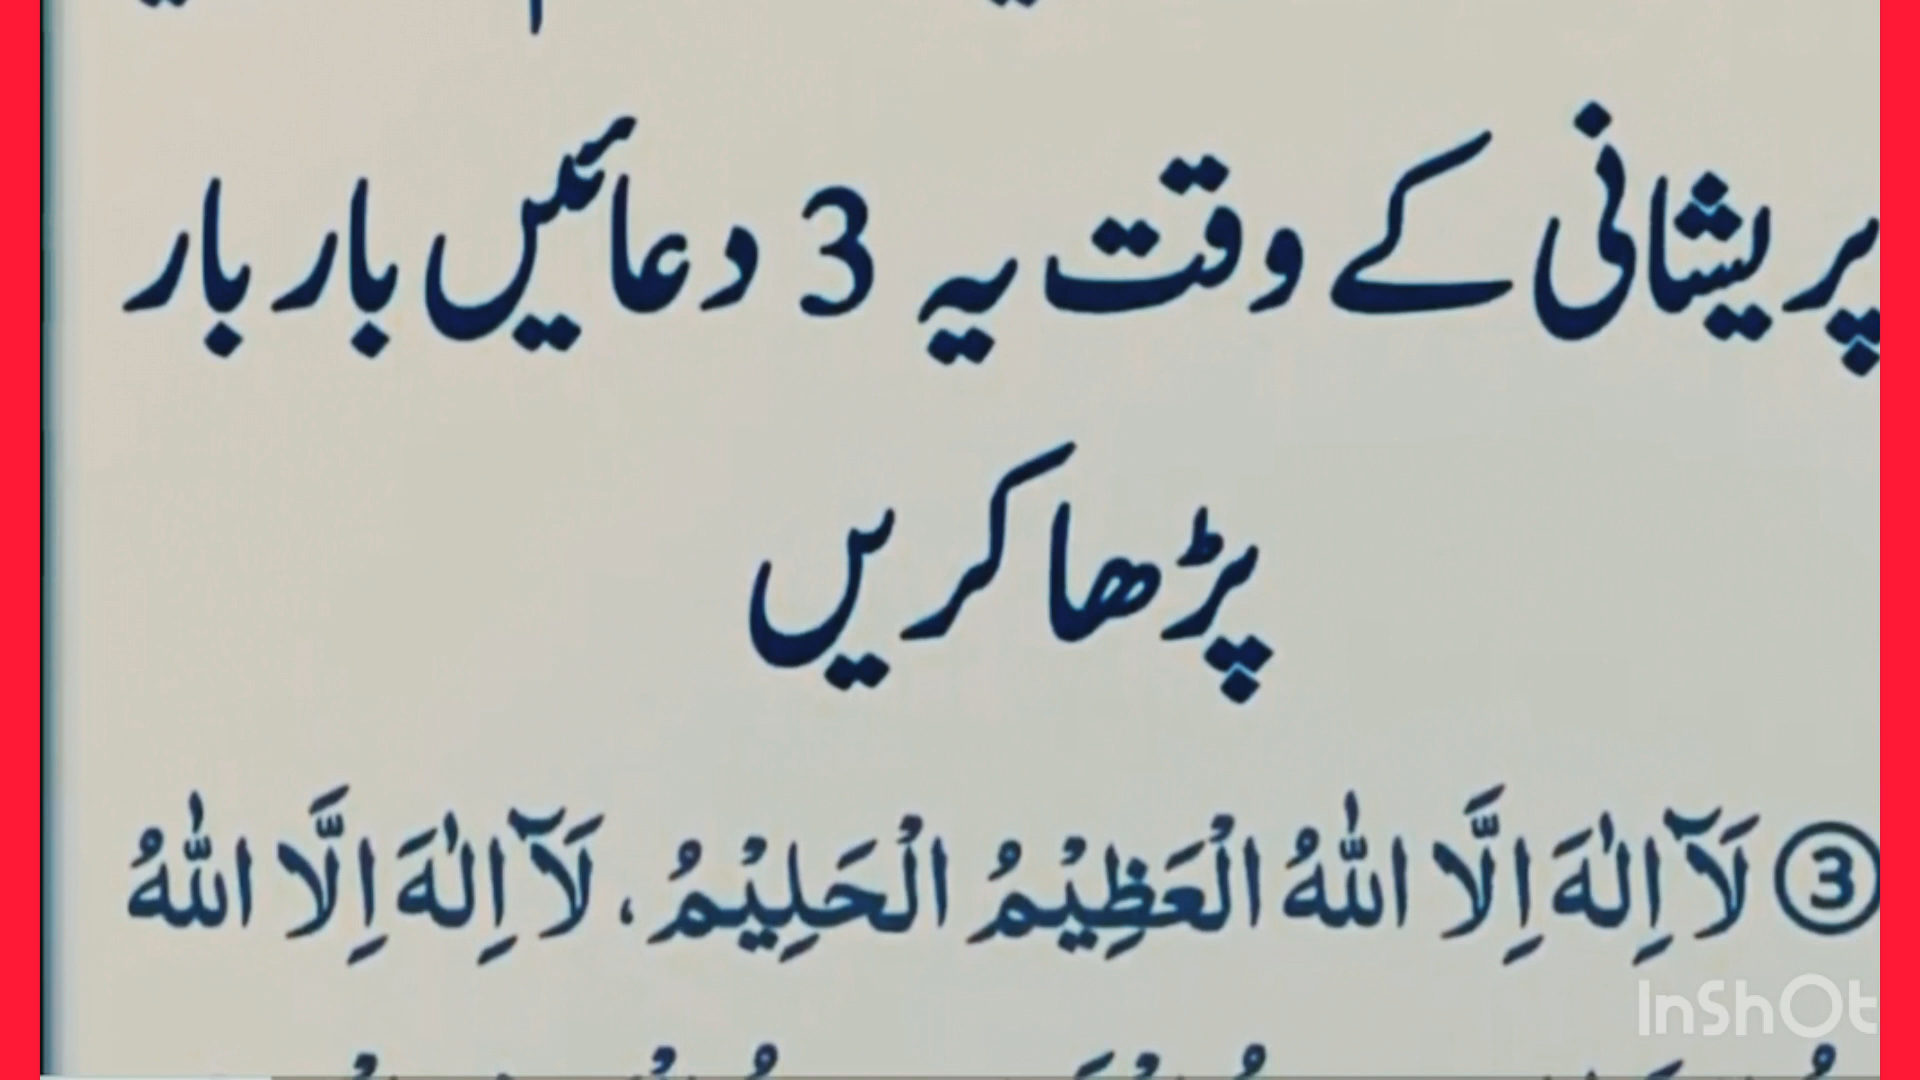 پریشانی کے وقت یہ 3 دعائیں بار بار
پڑھا کریں
③ لَآ اِلٰهَ اِلَّا اللّٰهُ الْعَظِيْمُ الْحَلِيْمُ، لَآ اِلٰهَ اِلَّا اللّٰهُ
InShOt